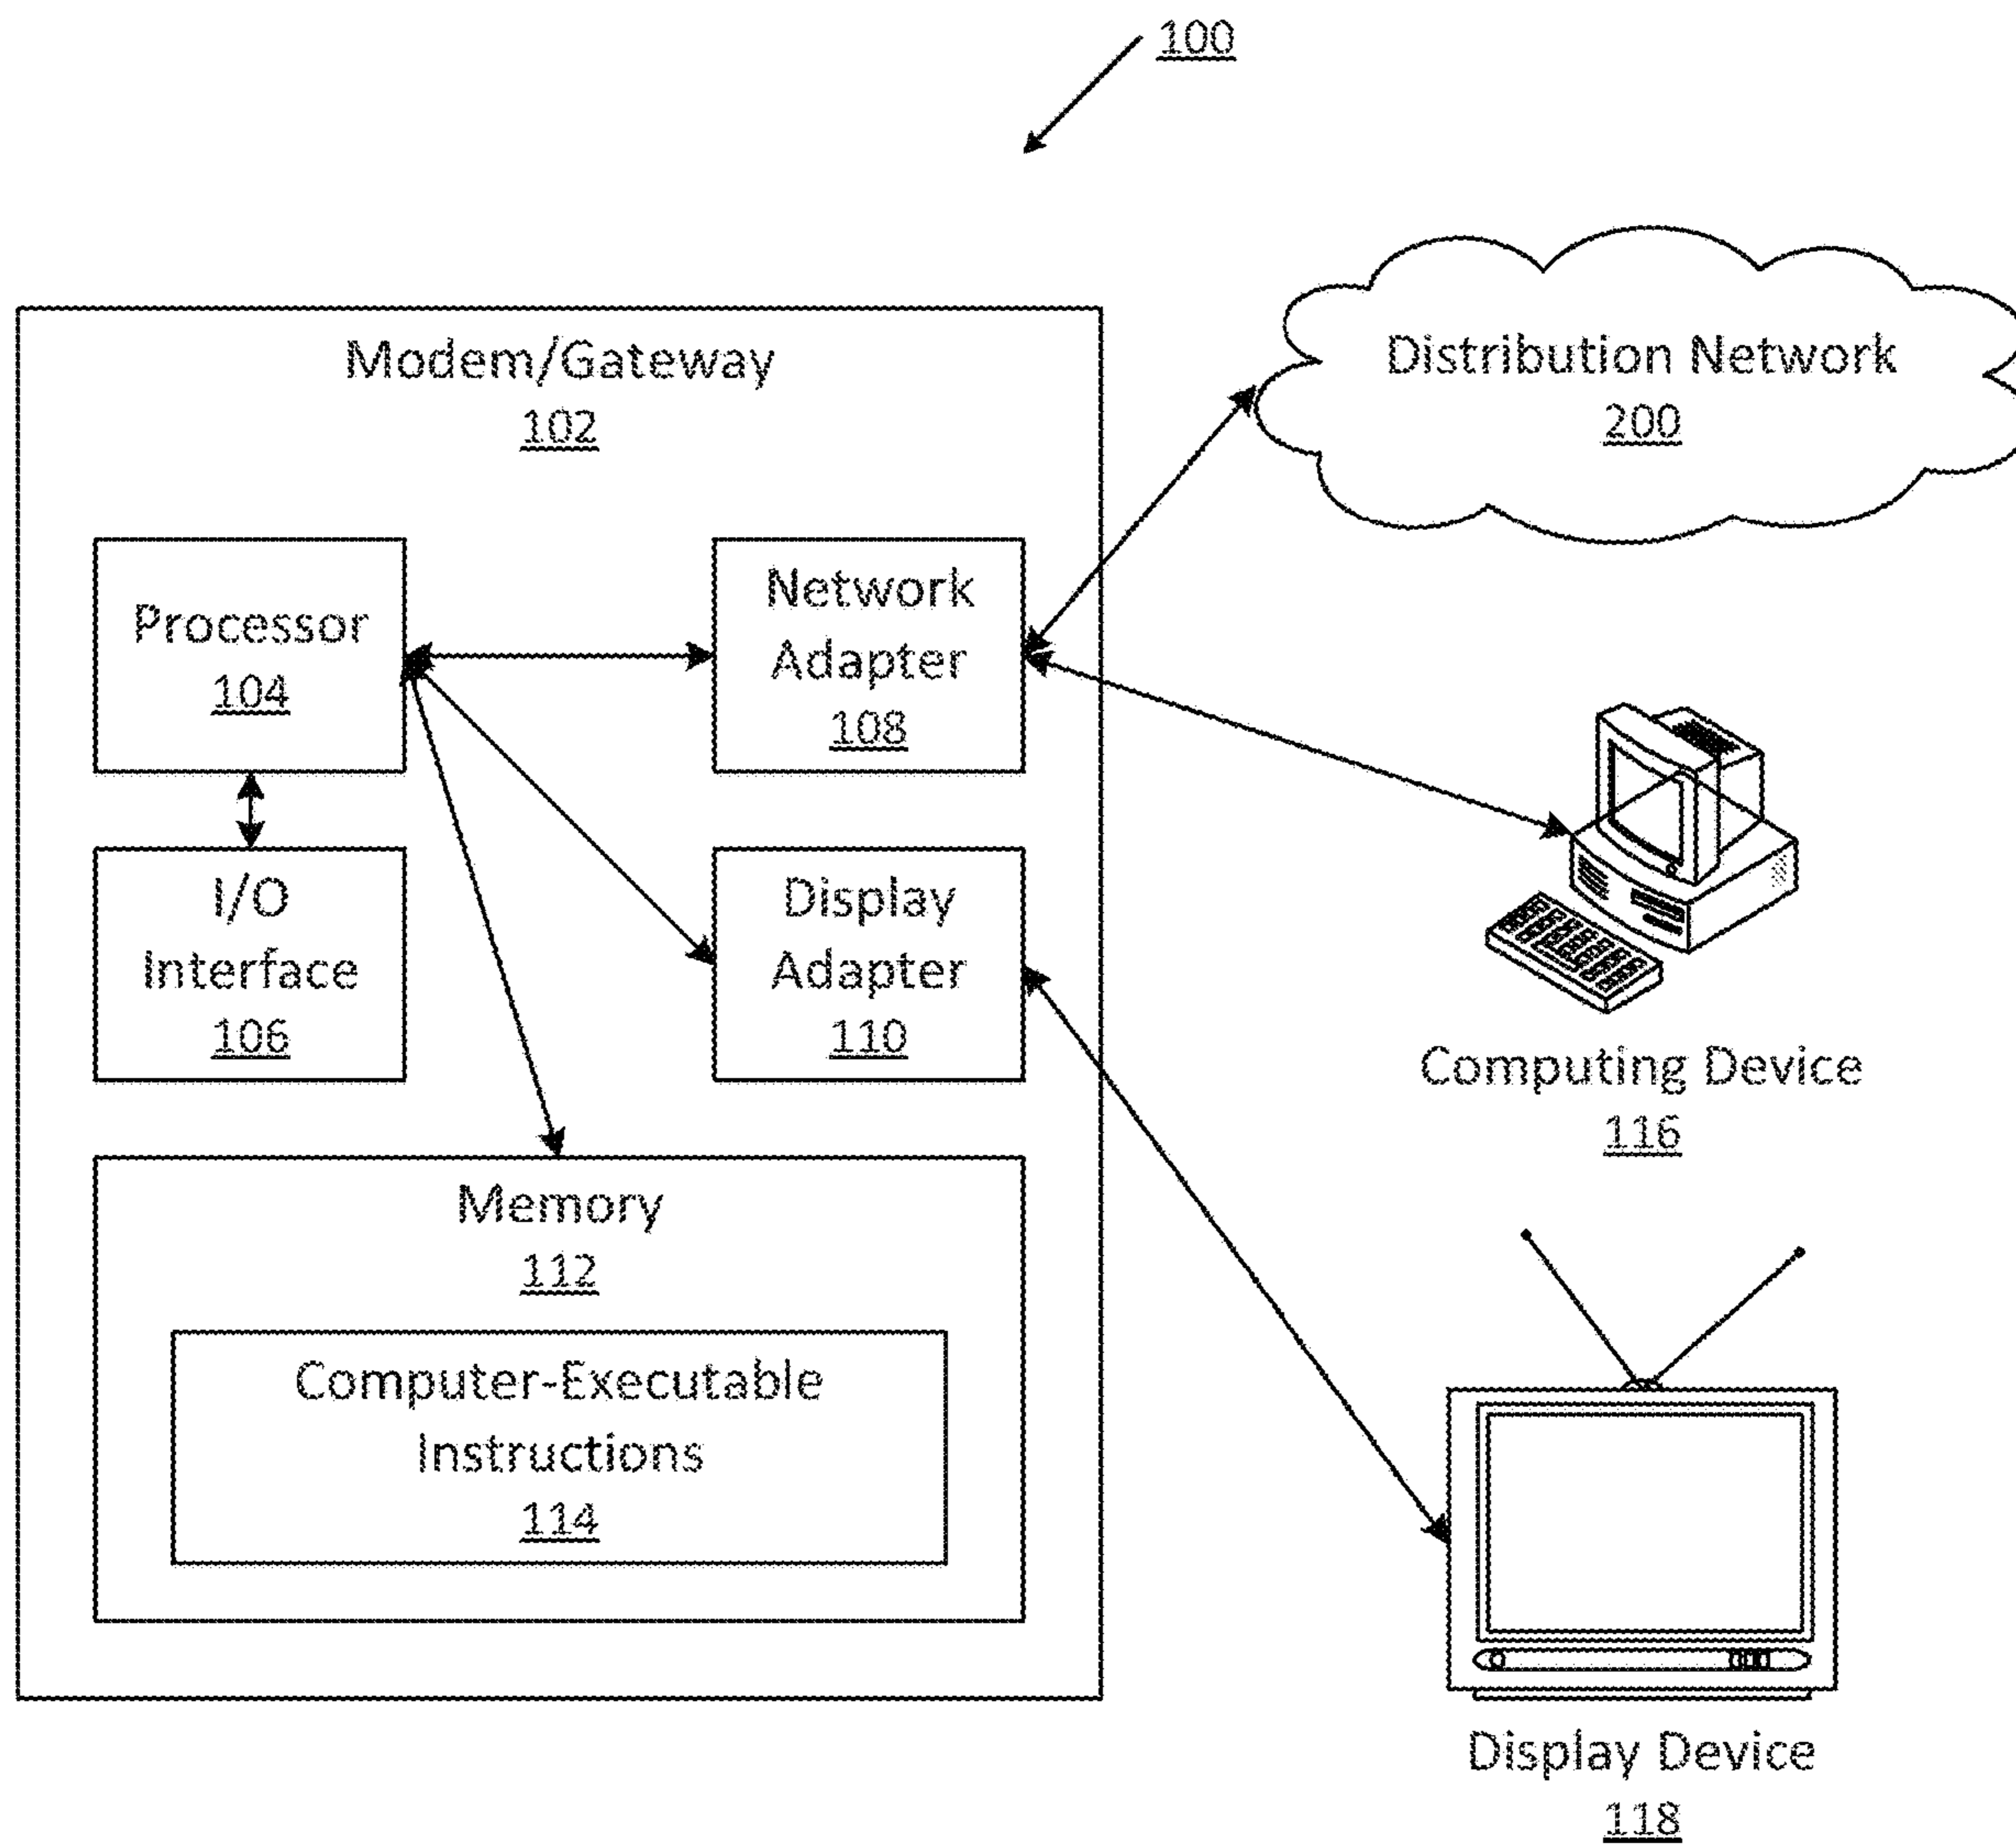 100
Modem/Gateway
102
Distribution Network
200
Processor
104
Network
Adapter
108
I/O
Interface
106
Display
Adapter
110
Computing Device
116
Memory
112
Computer-Executable
Instructions
114
Display Device
118